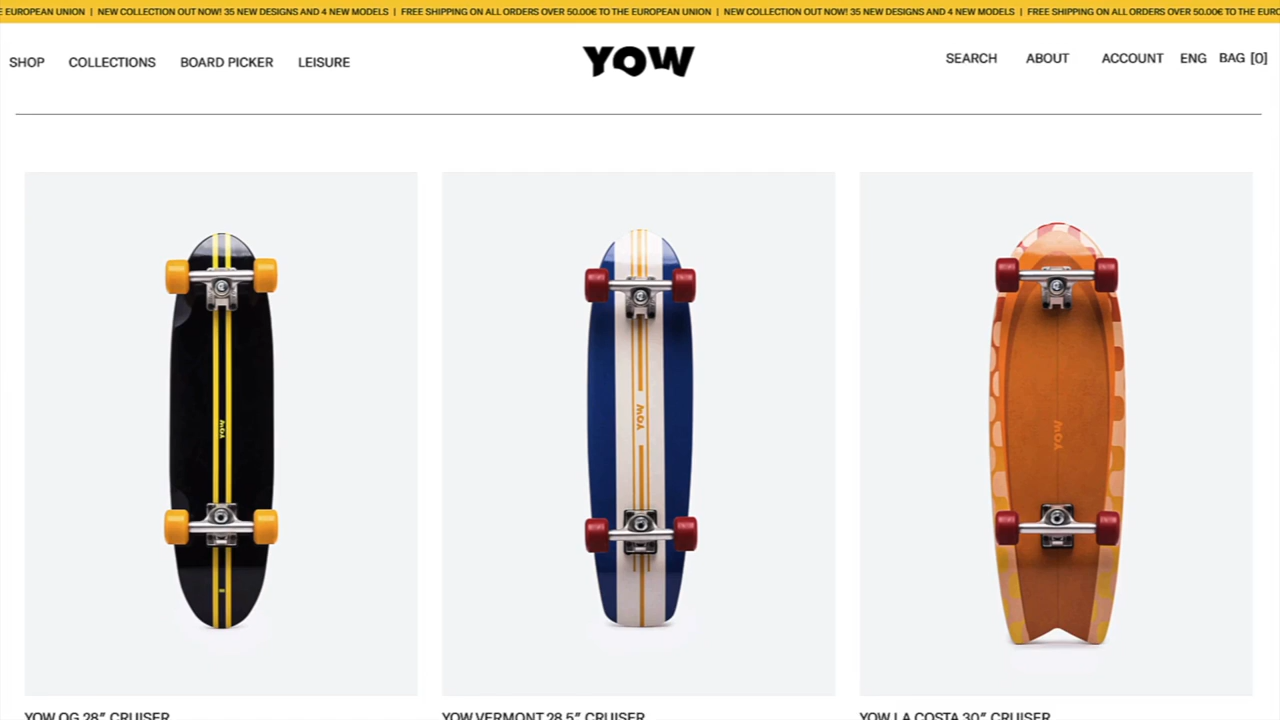 E EUROPEAN UNION | NEW COLLECTION OUT NOW! 35 NEW DESIGNS AND 4 NEW MODELS | FREE SHIPPING ON ALL ORDERS OVER 50.00€ TO THE EUROPEAN UNION | NEW COLLECTION OUT NOW! 35 NEW DESIGNS AND 4 NEW MODELS | FREE SHIPPING ON ALL ORDERS OVER 50.00€ TO THE EURO
SHOP COLLECTIONS BOARD PICKER LEISURE YOW SEARCH ABOUT ACCOUNT ENG BAG [0]
YOW YOW YOW
YOW OG 28″ CRUISER YOW VERMONT 28.5″ CRUISER YOW LA COSTA 30″ CRUISER